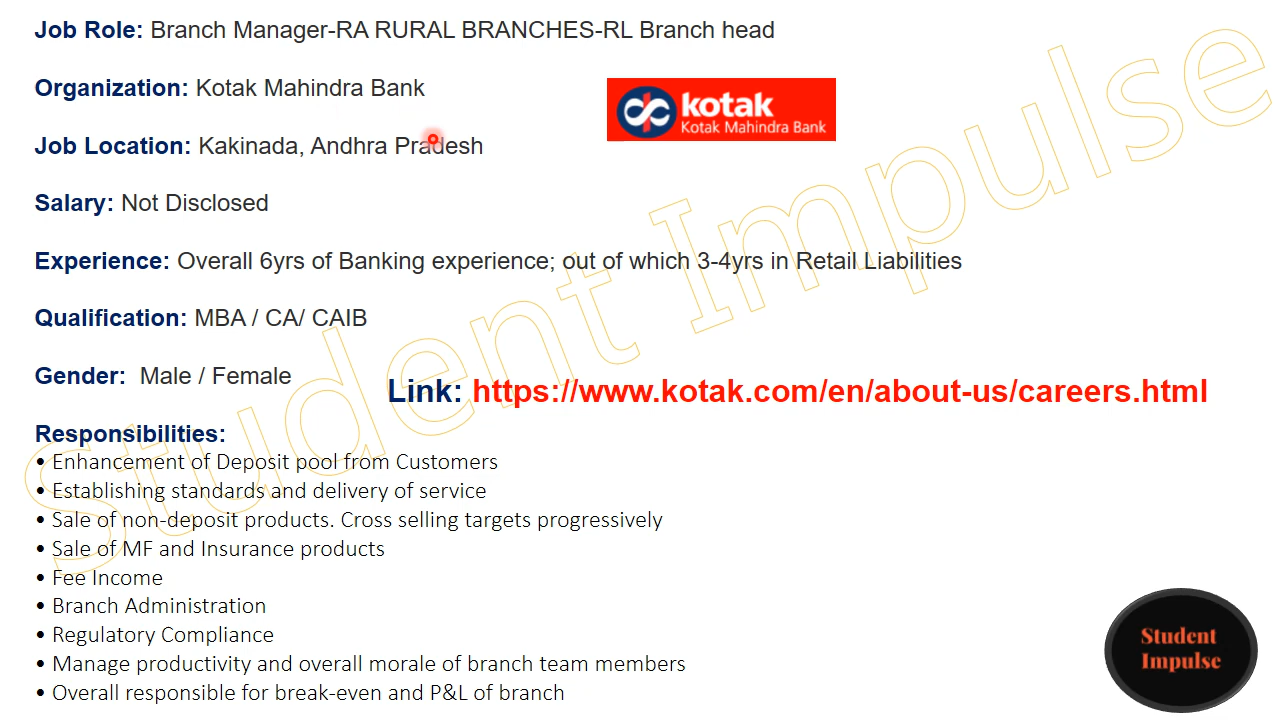 Job Role: Branch Manager-RA RURAL BRANCHES-RL Branch head
Organization: Kotak Mahindra Bank
kotak
Kotak Mahindra Bank
Job Location: Kakinada, Andhra Pradesh
Salary: Not Disclosed
Experience: Overall 6yrs of Banking experience; out of which 3-4yrs in Retail Liabilities
Qualification: MBA / CA/ CAIB
Gender: Male / Female
Link: https://www.kotak.com/en/about-us/careers.html
Responsibilities:
• Enhancement of Deposit pool from Customers
• Establishing standards and delivery of service
• Sale of non-deposit products. Cross selling targets progressively
• Sale of MF and Insurance products
• Fee Income
• Branch Administration
• Regulatory Compliance
• Manage productivity and overall morale of branch team members
• Overall responsible for break-even and P&L of branch
Student Impulse
Student
Impulse